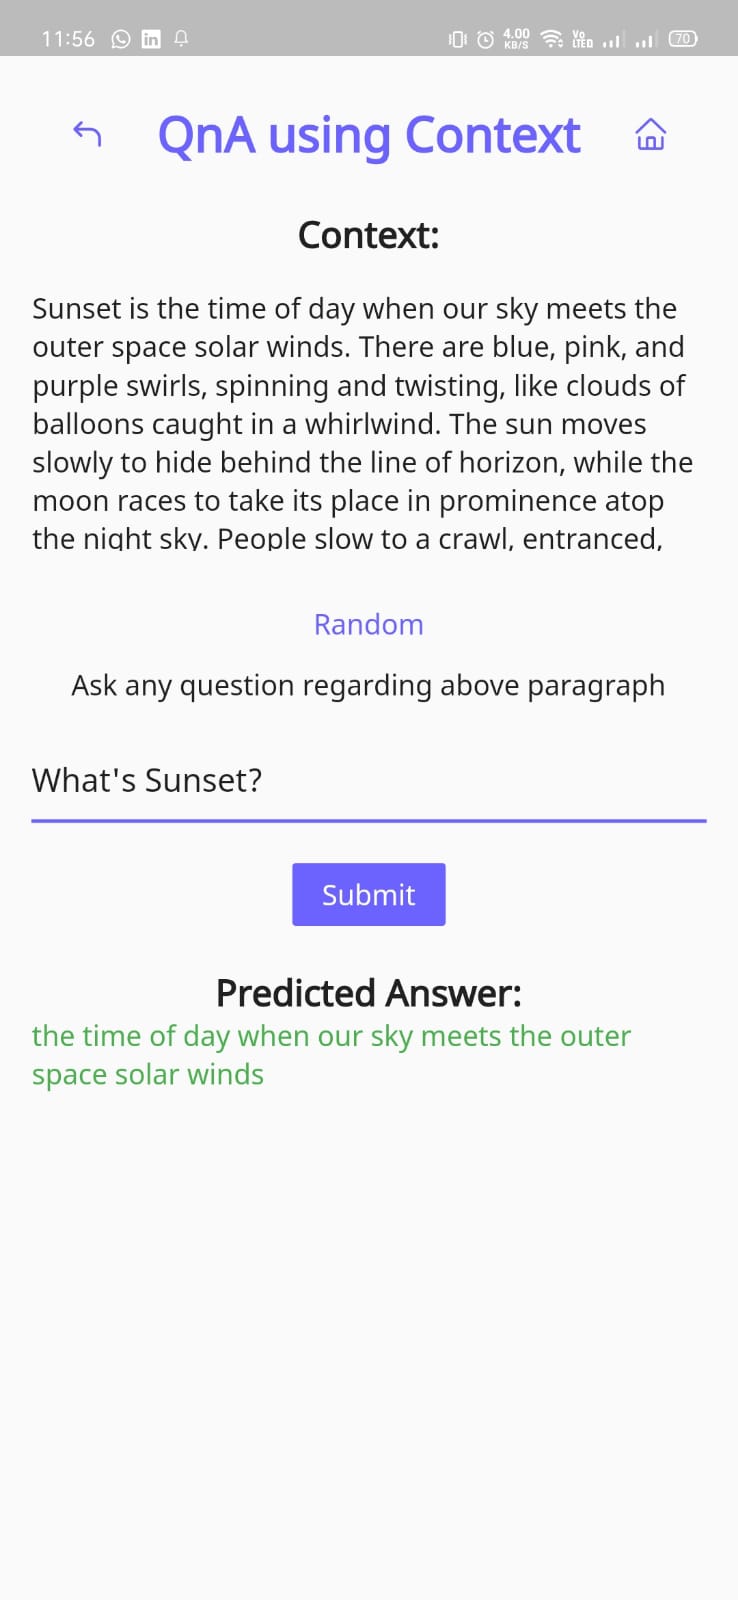 11:56
4.00
KB/S
Vo
LTED
70
QnA using Context
Context:
Sunset is the time of day when our sky meets the
outer space solar winds. There are blue, pink, and
purple swirls, spinning and twisting, like clouds of
balloons caught in a whirlwind. The sun moves
slowly to hide behind the line of horizon, while the
moon races to take its place in prominence atop
the night sky. People slow to a crawl, entranced,
Random
Ask any question regarding above paragraph
What's Sunset?
Submit
Predicted Answer:
the time of day when our sky meets the outer
space solar winds